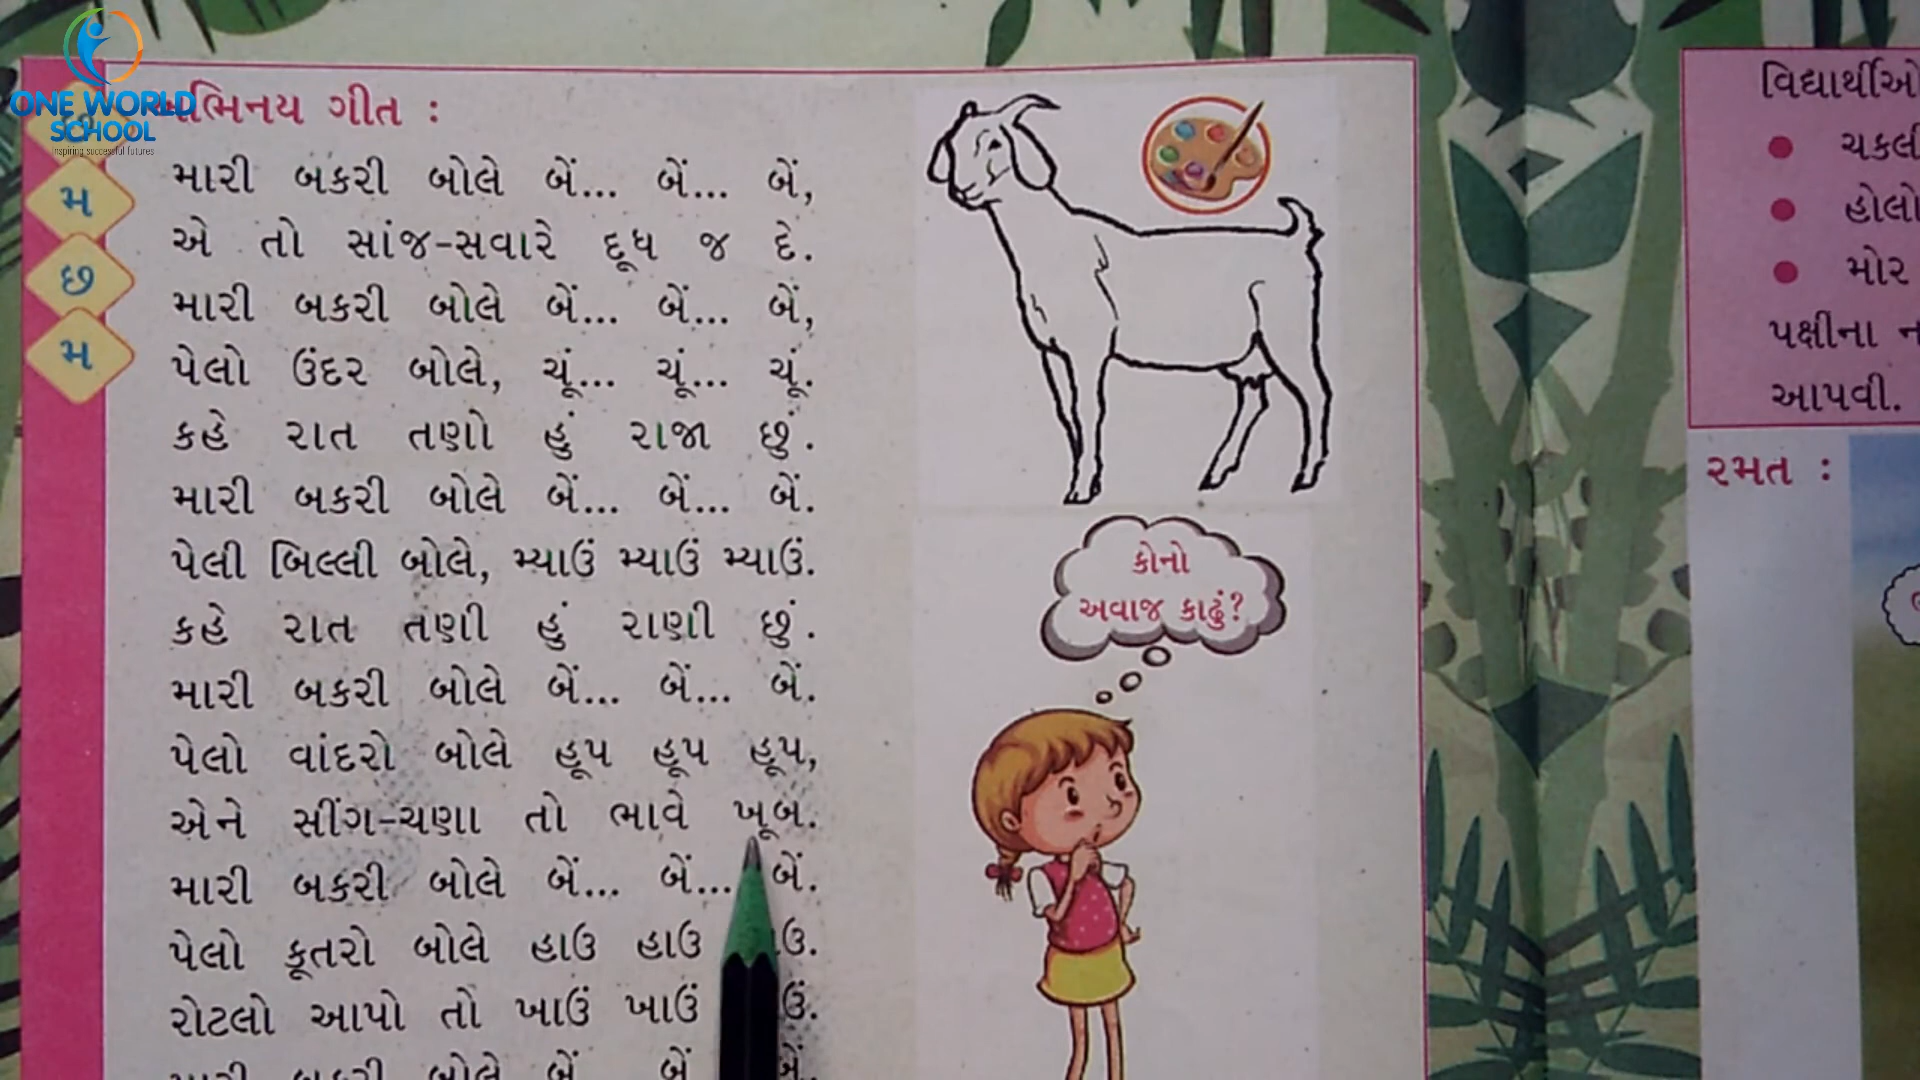 ONE WORLD
SCHOOL
Inspiring successful futures
અભિનય ગીત :
મ
છ
મ
મારી બકરી બોલે બેં... બેં... બેં,
એ તો સાંજ-સવારે દૂધ જ દે.
મારી બકરી બોલે બેં... બેં... બેં,
પેલો ઉંદર બોલે, ચૂં... ચૂં... ચૂં.
કહે રાત તણો હું રાજા છું.
મારી બકરી બોલે બેં... બેં... બેં.
પેલી બિલ્લી બોલે, મ્યાઉં મ્યાઉં મ્યાઉં.
કહે રાત તણી હું રાણી છું.
મારી બકરી બોલે બેં... બેં... બેં.
પેલો વાંદરો બોલે હૂપ હૂપ હૂપ,
એને સીંગ-ચણા તો ભાવે ખૂબ.
મારી બકરી બોલે બેં... બેં... બેં.
પેલો કૂતરો બોલે હાઉ હાઉ
રોટલો આપો તો ખાઉં ખાઉં
મારી બકરી બોલે બેં બેં બેં.
કોનો
અવાજ કાઢું?
વિદ્યાર્થીઓ
ચકલી
હોલો
મોર
પક્ષીના
આપવી.
રમત :